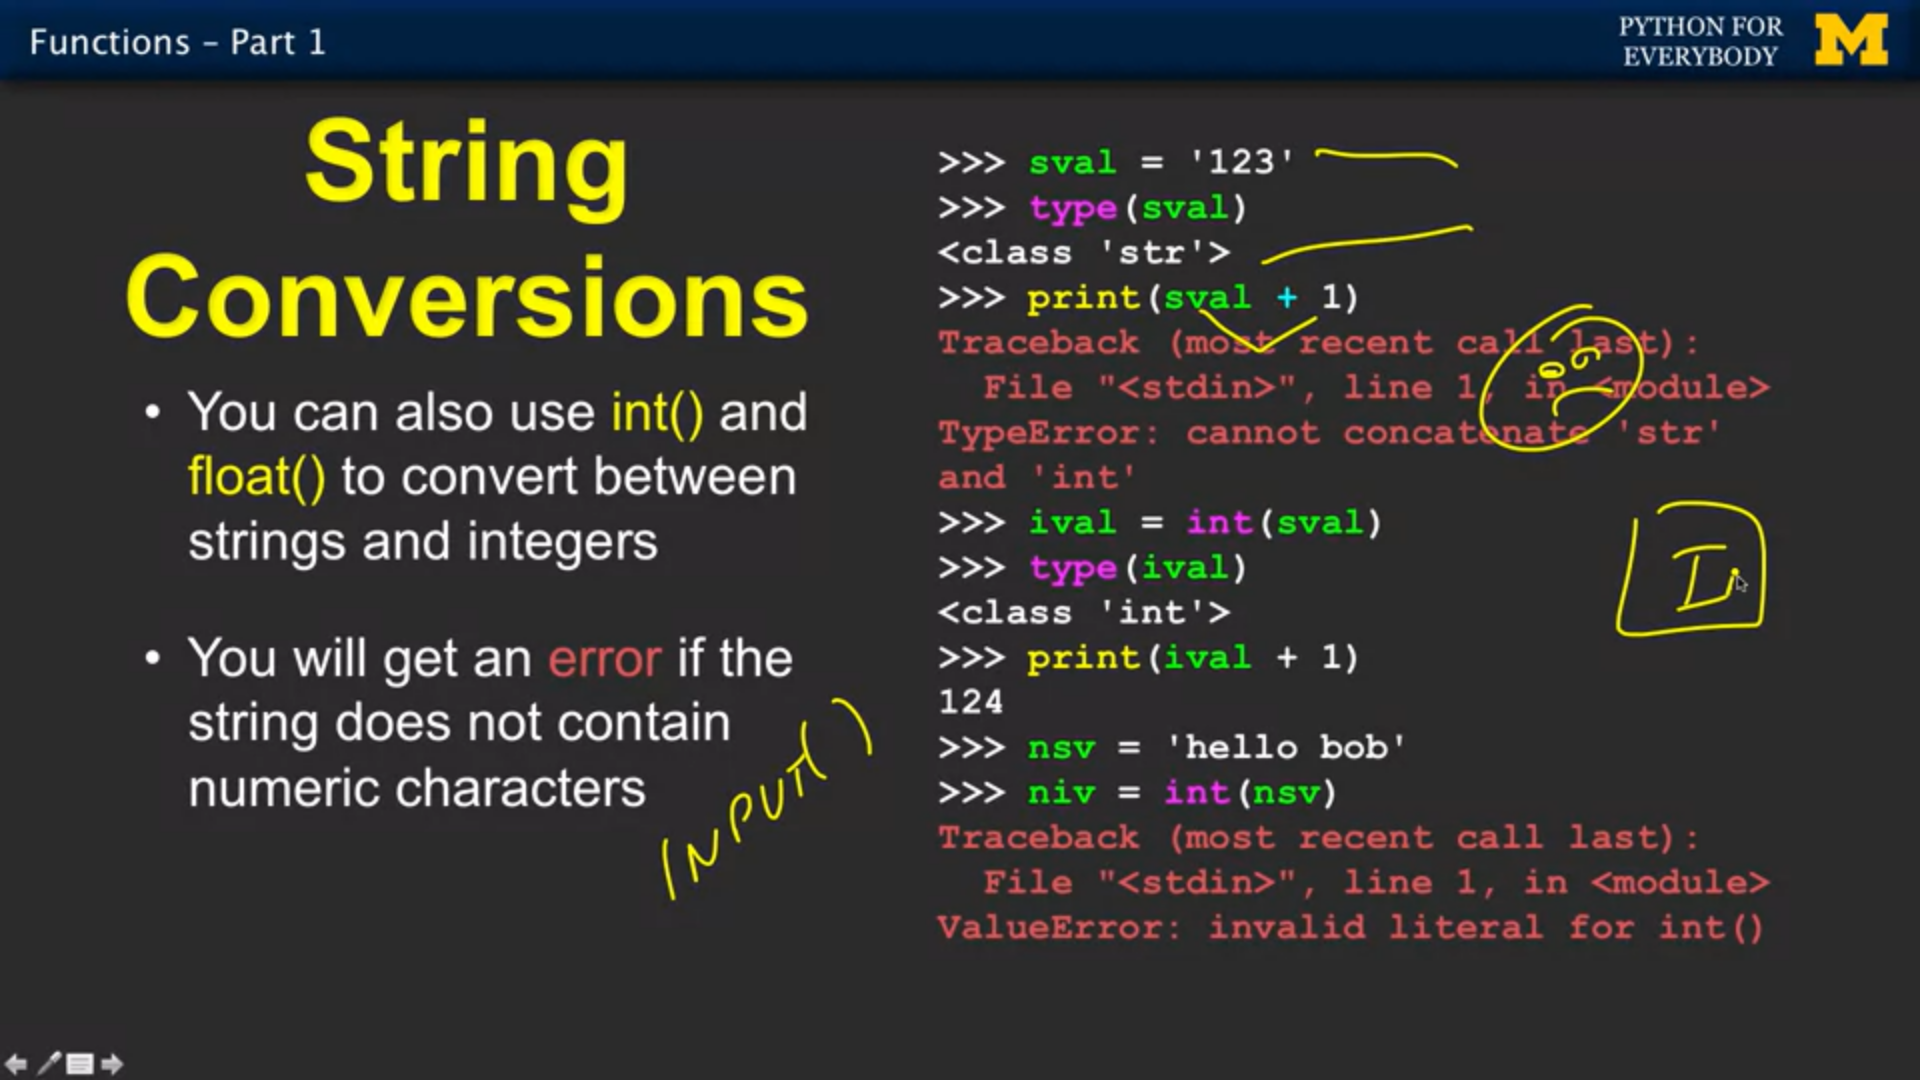 Functions – Part 1
PYTHON FOR
EVERYBODY
M
String
Conversions
• You can also use int() and
float() to convert between
strings and integers
• You will get an error if the
string does not contain
numeric characters
INPUT()
>>> sval = '123'
>>> type(sval)
<class 'str'>
>>> print(sval + 1)
Traceback (most recent call last):
  File "<stdin>", line 1, in <module>
TypeError: cannot concatenate 'str'
and 'int'
>>> ival = int(sval)
>>> type(ival)
<class 'int'>
>>> print(ival + 1)
124
>>> nsv = 'hello bob'
>>> niv = int(nsv)
Traceback (most recent call last):
  File "<stdin>", line 1, in <module>
ValueError: invalid literal for int()